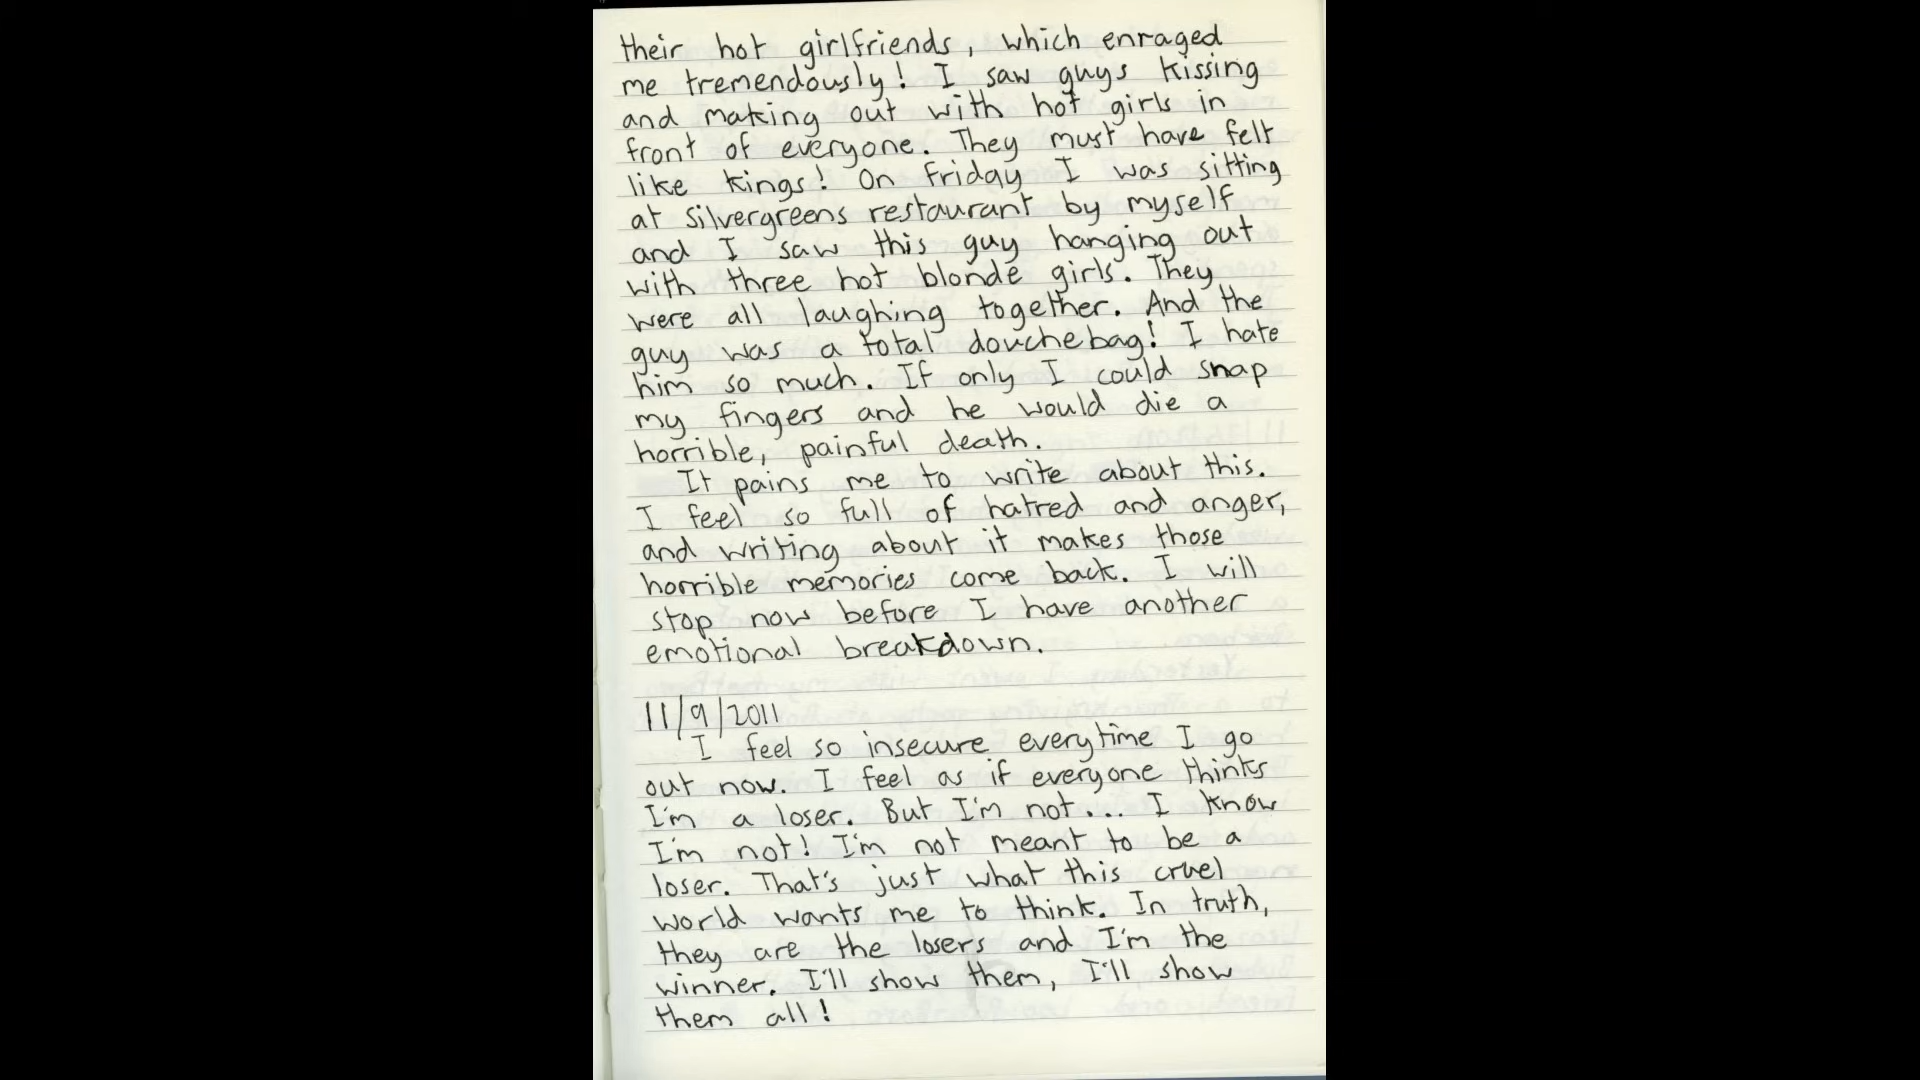 their hot girlfriends, which enraged
me tremendously! I saw guys kissing
and making out with hot girls in
front of everyone. They must have felt
like kings! On Friday I was sitting
at Silvergreens restaurant by myself
and I saw this guy hanging out
with three hot blonde girls. They
were all laughing together. And the
guy was a total douchebag! I hate
him so much. If only I could snap
my fingers and he would die a
horrible, painful death.
It pains me to write about this.
I feel so full of hatred and anger,
and writing about it makes those
horrible memories come back. I will
stop now before I have another
emotional breakdown.
11/9/2011
I feel so insecure everytime I go
out now. I feel as if everyone thinks
I'm a loser. But I'm not... I know
I'm not! I'm not meant to be a
loser. That's just what this cruel
world wants me to think. In truth,
they are the losers and I'm the
winner. I'll show them, I'll show
them all!